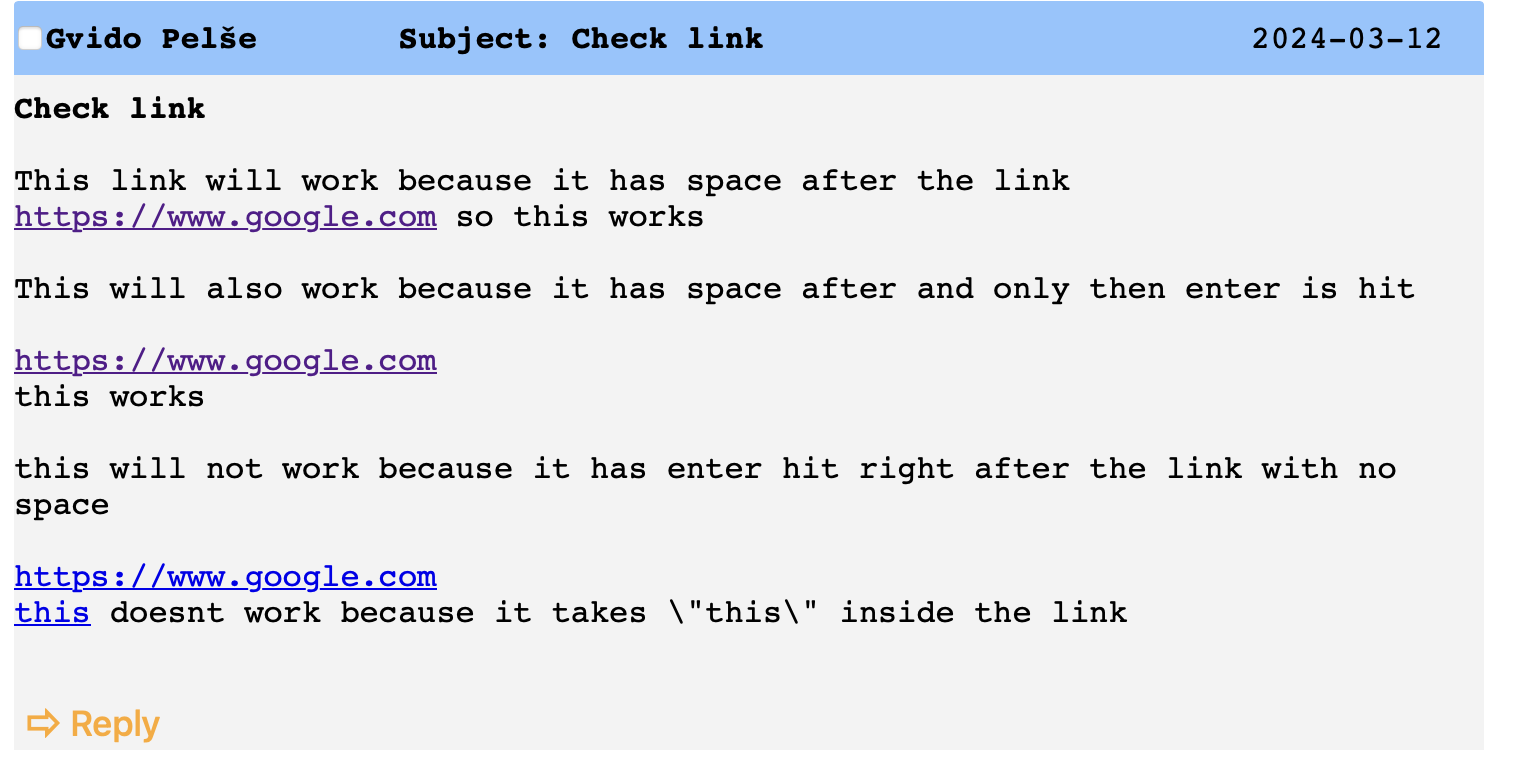 Gvido Pelše Subject: Check link 2024-03-12
Check link
This link will work because it has space after the link
https://www.google.com so this works
This will also work because it has space after and only then enter is hit
https://www.google.com
this works
this will not work because it has enter hit right after the link with no
space
https://www.google.com
this doesnt work because it takes \"this\" inside the link
⇨ Reply